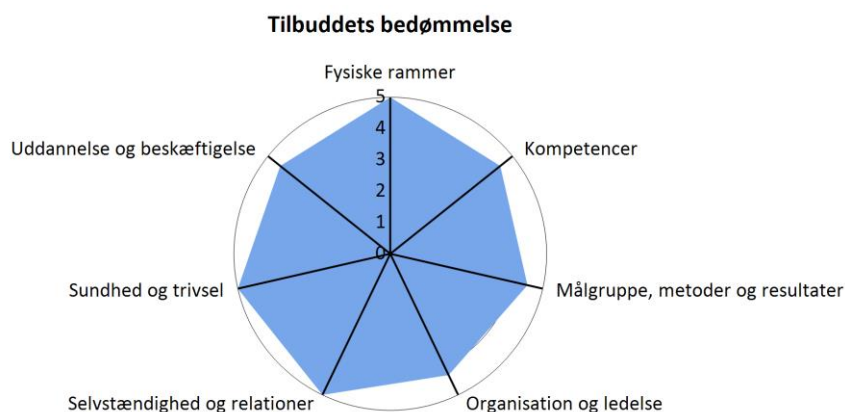 Tilbuddets bedømmelse
Fysiske rammer
5
4
3
2
1
0
Kompetencer
Målgruppe, metoder og resultater
Organisation og ledelse
Selvstændighed og relationer
Sundhed og trivsel
Uddannelse og beskæftigelse